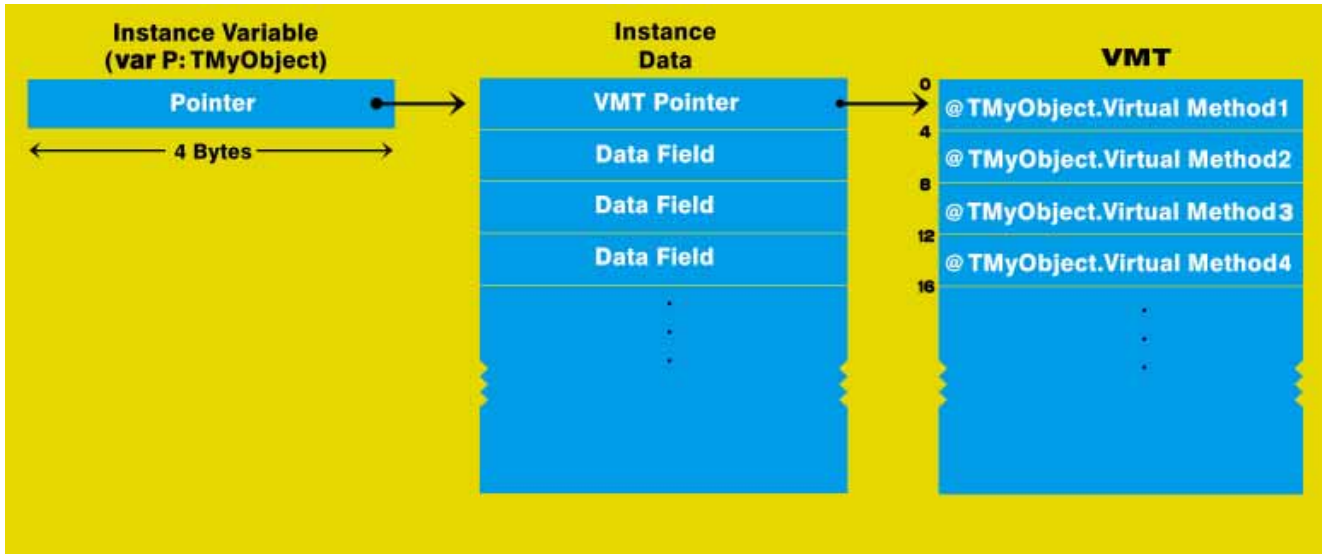 Instance Variable
(var P: TMyObject)
Pointer
4 Bytes
Instance
Data
VMT Pointer
Data Field
Data Field
Data Field
VMT
0
@TMyObject.Virtual Method1
4
@TMyObject.Virtual Method2
8
@TMyObject.Virtual Method3
12
@TMyObject.Virtual Method4
16